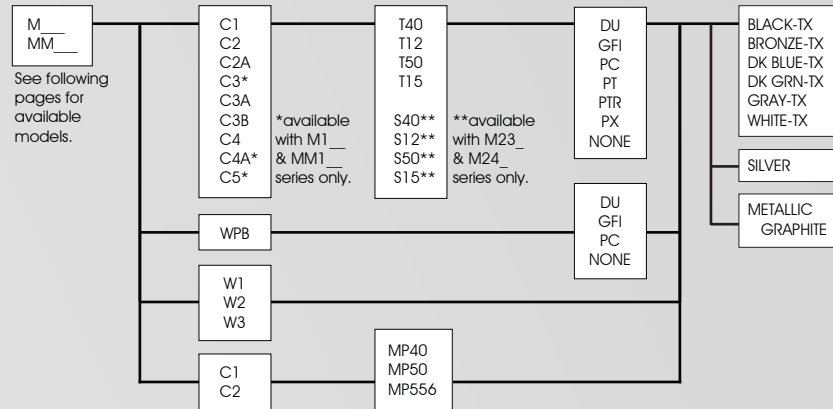 M___
MM___
See following
pages for
available
models.
C1
C2
C2A
C3*
C3A
C3B
C4
C4A*
C5*
*available
with M1__
& MM1__
series only.
T40
T12
T50
T15
S40**
S12**
S50**
S15**
**available
with M23_
& M24_
series only.
DU
GFI
PC
PT
PTR
PX
NONE
BLACK-TX
BRONZE-TX
DK BLUE-TX
DK GRN-TX
GRAY-TX
WHITE-TX
SILVER
METALLIC
GRAPHITE
WPB
DU
GFI
PC
NONE
W1
W2
W3
C1
C2
MP40
MP50
MP556